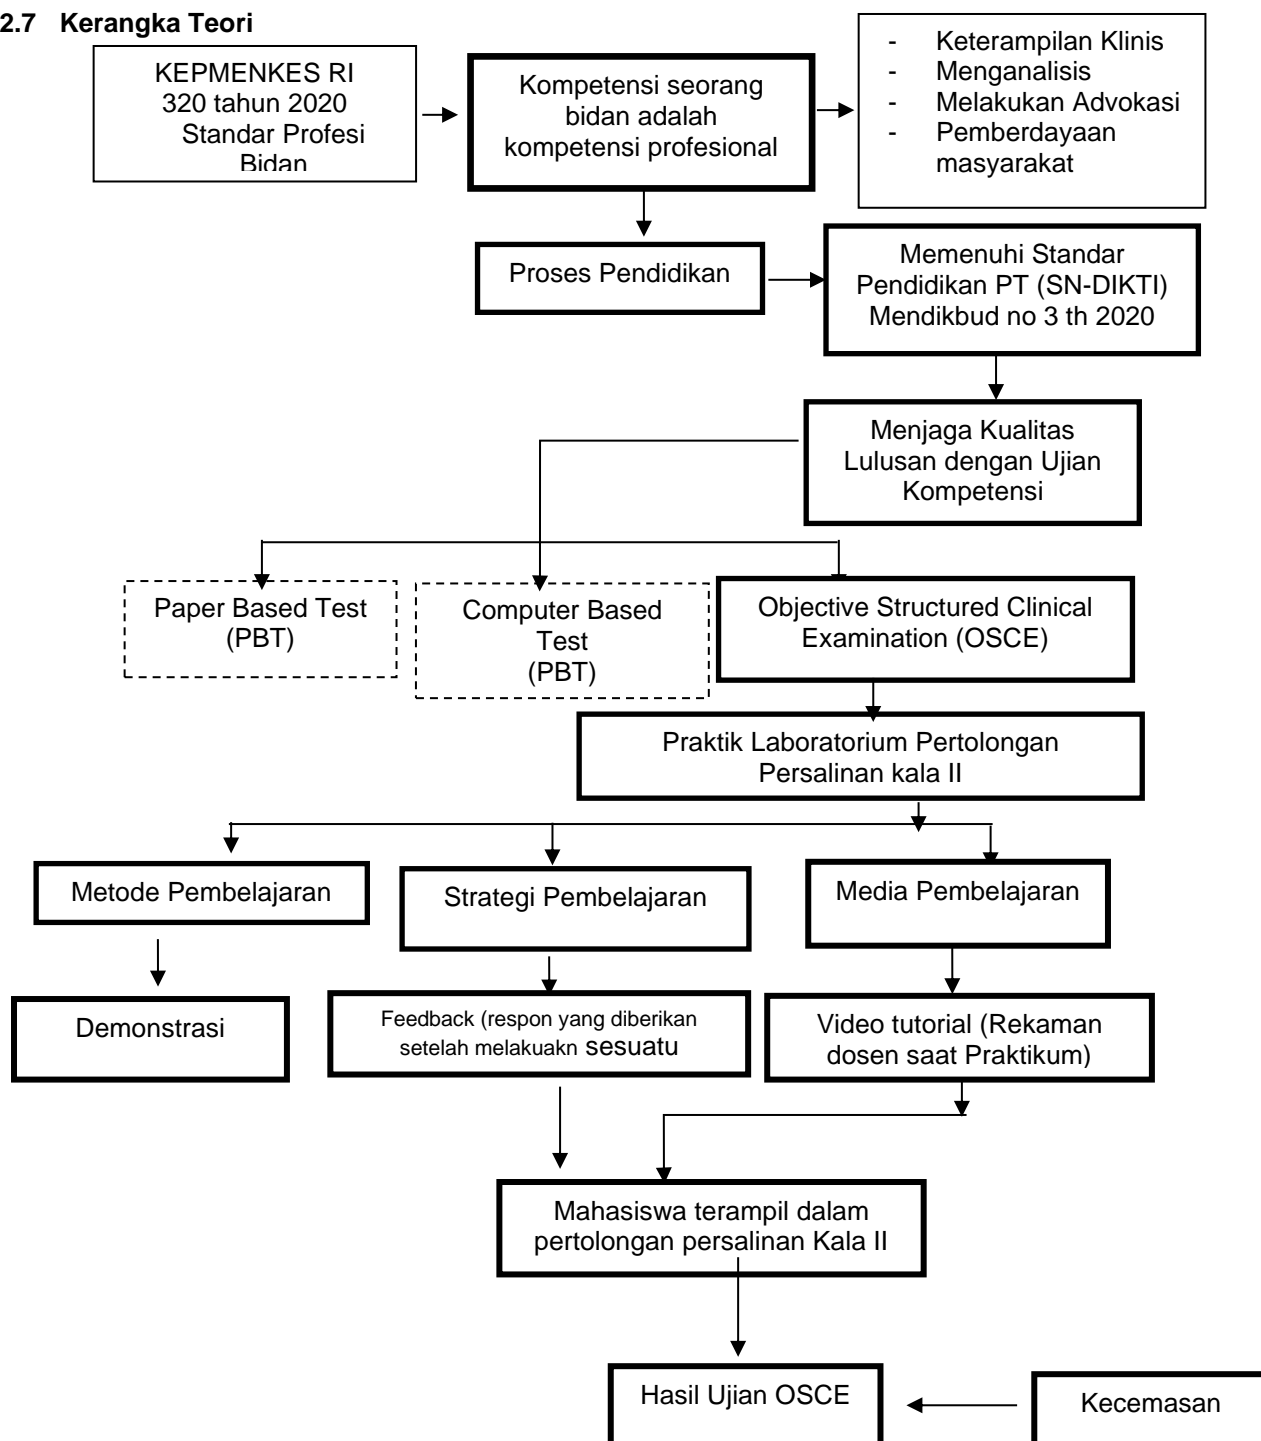 2.7 Kerangka Teori
KEPMENKES RI
320 tahun 2020
Standar Profesi
Bidan
Kompetensi seorang
bidan adalah
kompetensi profesional
- Keterampilan Klinis
- Menganalisis
- Melakukan Advokasi
- Pemberdayaan
masyarakat
Proses Pendidikan
Memenuhi Standar
Pendidikan PT (SN-DIKTI)
Mendikbud no 3 th 2020
Menjaga Kualitas
Lulusan dengan Ujian
Kompetensi
Paper Based Test
(PBT)
Computer Based
Test
(PBT)
Objective Structured Clinical
Examination (OSCE)
Praktik Laboratorium Pertolongan
Persalinan kala II
Metode Pembelajaran
Strategi Pembelajaran
Media Pembelajaran
Demonstrasi
Feedback (respon yang diberikan
setelah melakuakn sesuatu
Video tutorial (Rekaman
dosen saat Praktikum)
Mahasiswa terampil dalam
pertolongan persalinan Kala II
Hasil Ujian OSCE
Kecemasan